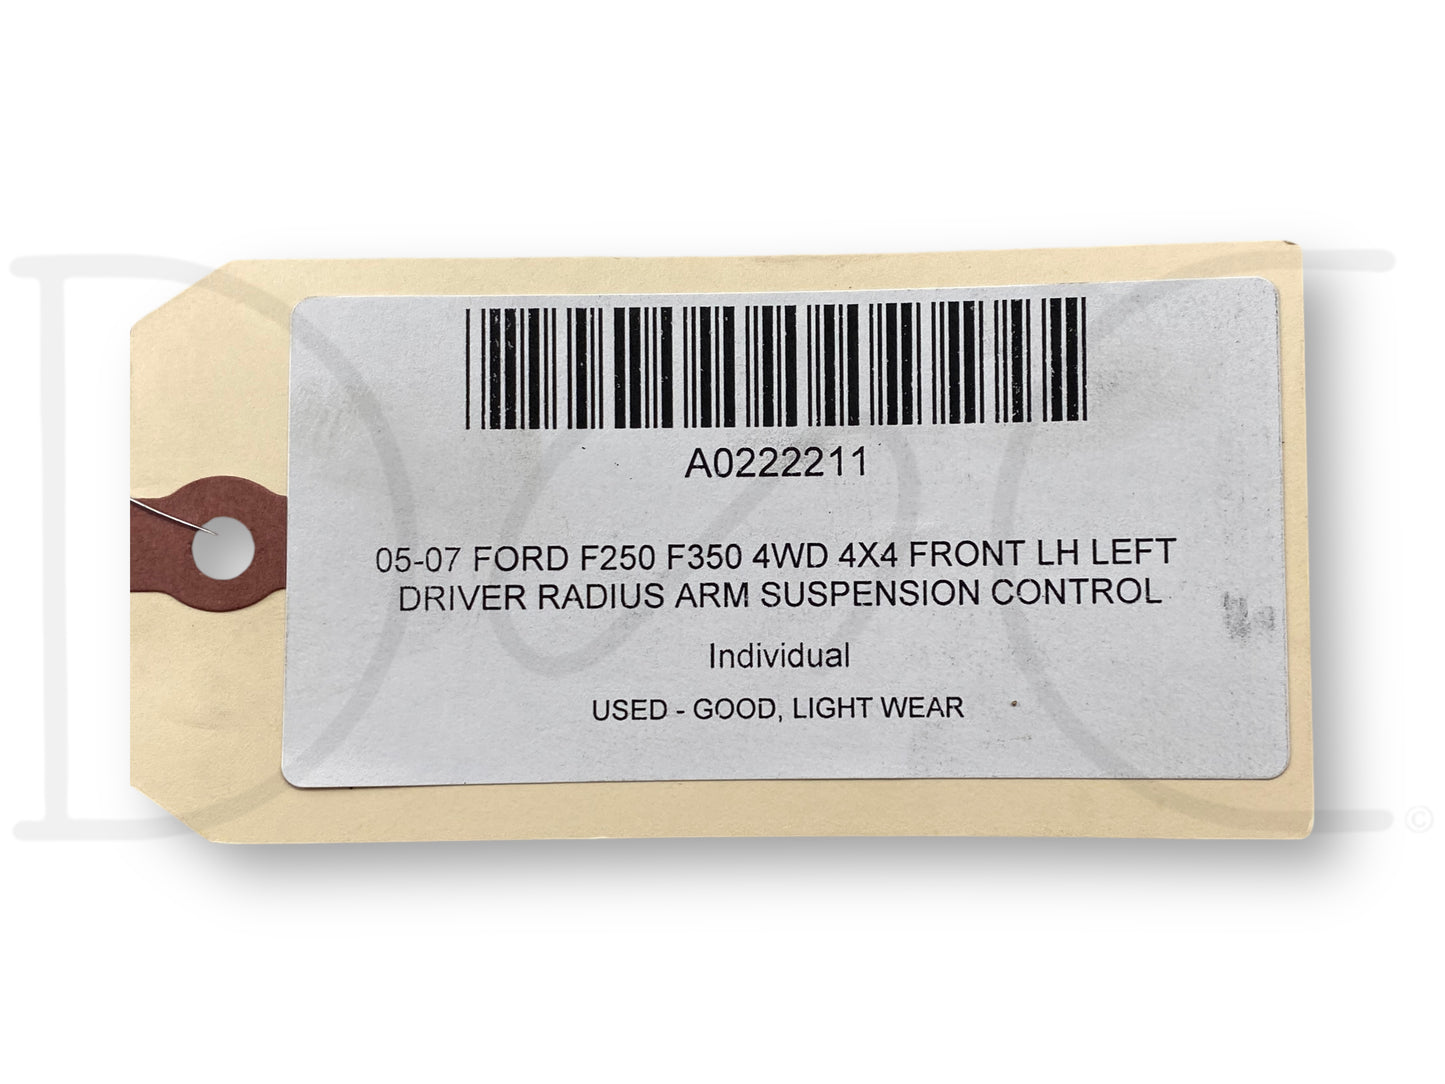 A0222211
05-07 FORD F250 F350 4WD 4X4 FRONT LH LEFT
DRIVER RADIUS ARM SUSPENSION CONTROL
Individual
USED - GOOD, LIGHT WEAR
©